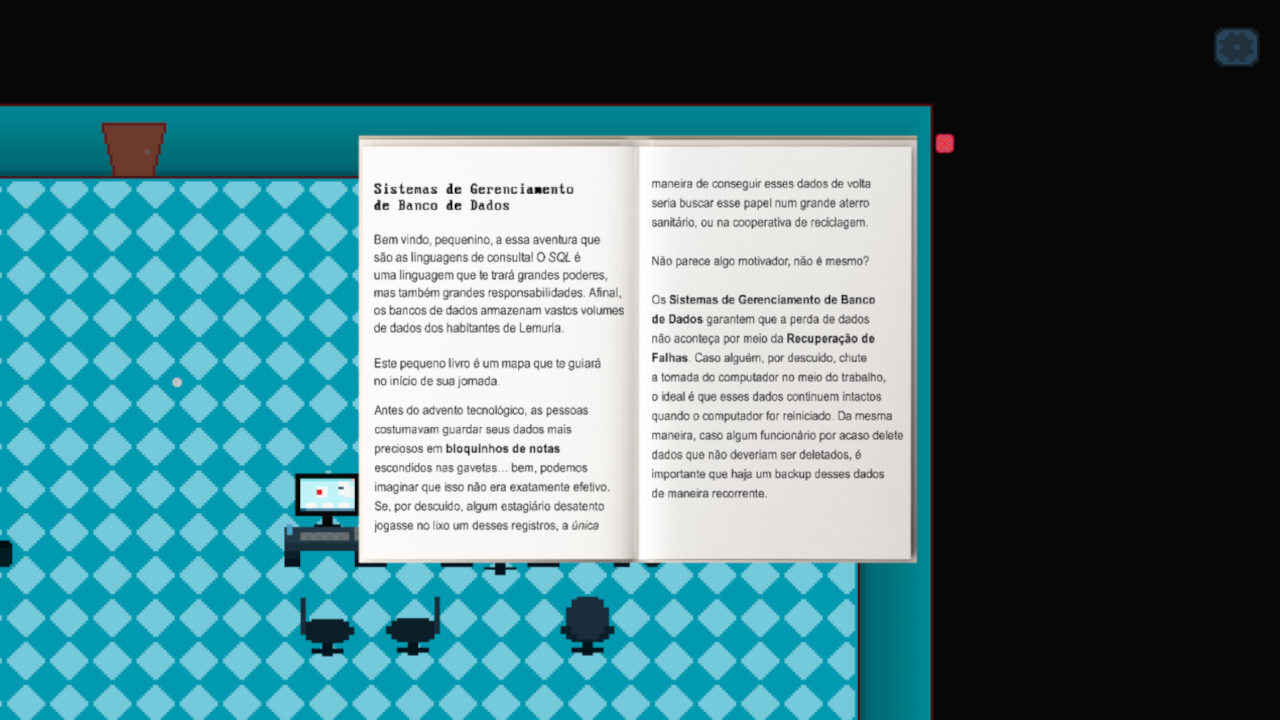 Sistemas de Gerenciamento
de Banco de Dados
Bem vindo, pequenino, a essa aventura que
são as linguagens de consulta! O SQL é
uma linguagem que te trará grandes poderes,
mas também grandes responsabilidades. Afinal,
os bancos de dados armazenam vastos volumes
de dados dos habitantes de Lemuria.
Este pequeno livro é um mapa que te guiará
no início de sua jornada.
Antes do advento tecnológico, as pessoas
costumavam guardar seus dados mais
preciosos em bloquinhos de notas
escondidos nas gavetas... bem, podemos
imaginar que isso não era exatamente efetivo.
Se, por descuido, algum estagiário desatento
jogasse no lixo um desses registros, a única
maneira de conseguir esses dados de volta
seria buscar esse papel num grande aterro
sanitário, ou na cooperativa de reciclagem.
Não parece algo motivador, não é mesmo?
Os Sistemas de Gerenciamento de Banco
de Dados garantem que a perda de dados
não aconteça por meio da Recuperação de
Falhas. Caso alguém, por descuido, chute
a tomada do computador no meio do trabalho,
o ideal é que esses dados continuem intactos
quando o computador for reiniciado. Da mesma
maneira, caso algum funcionário por acaso delete
dados que não deveriam ser deletados, é
importante que haja um backup desses dados
de maneira recorrente.